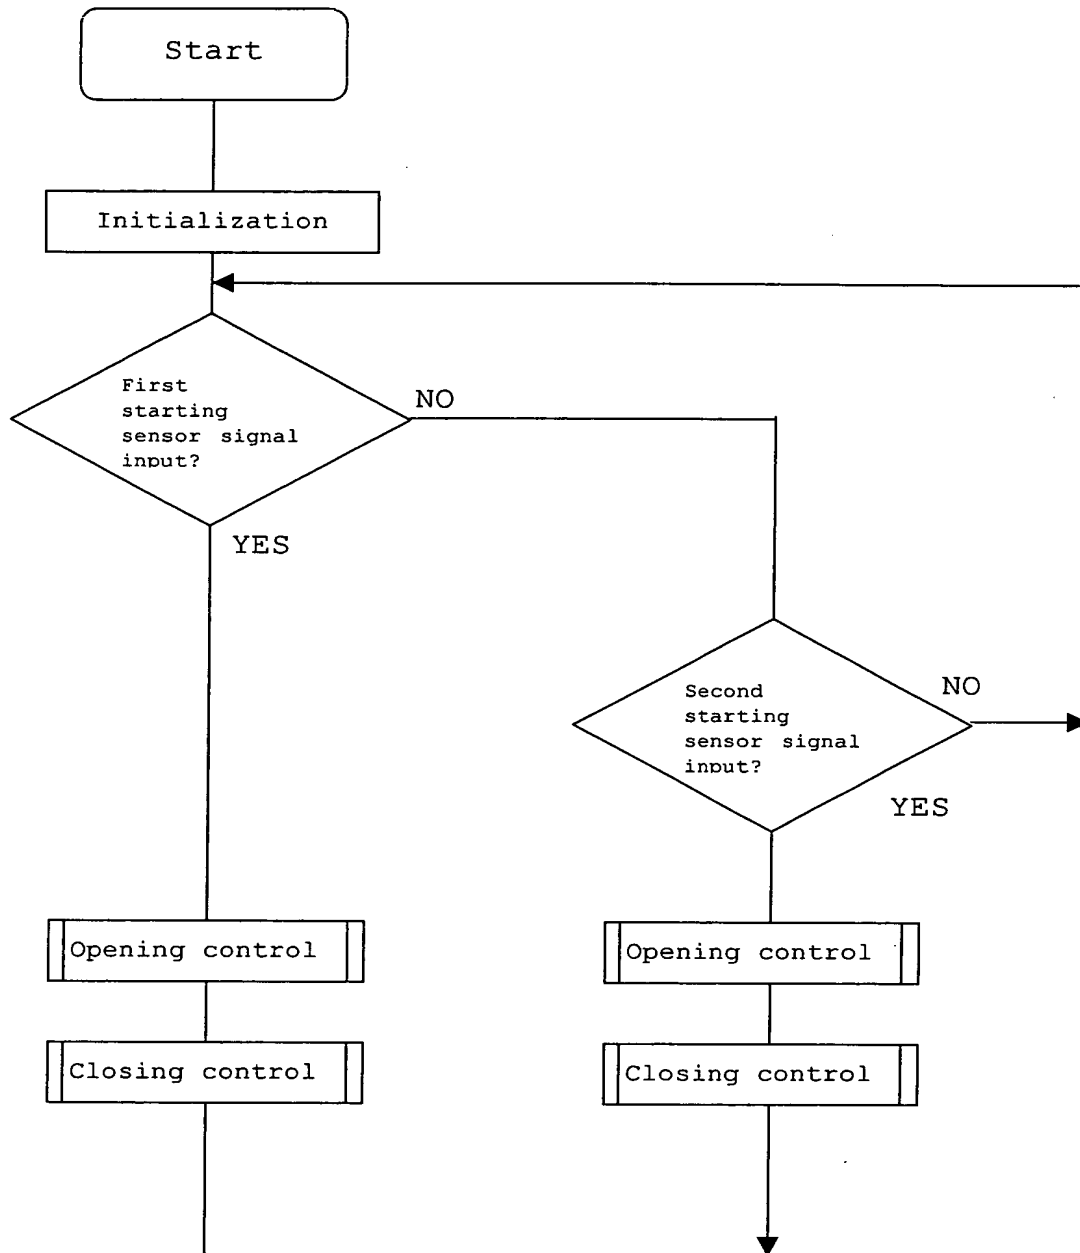 Start
Initialization
First
starting
sensor signal
input?
NO
YES
Second
starting
sensor signal
input?
NO
YES
Opening control
Opening control
Closing control
Closing control